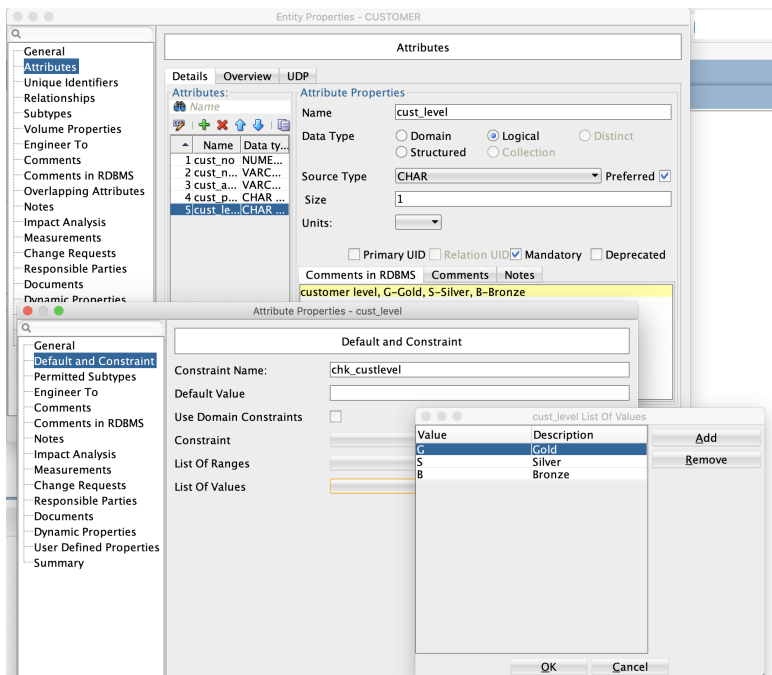 Entity Properties - CUSTOMER
General
Attributes
Unique Identifiers
Relationships
Subtypes
Volume Properties
Engineer To
Comments
Comments in RDBMS
Overlapping Attributes
Notes
Impact Analysis
Measurements
Change Requests
Responsible Parties
Documents
Dynamic Properties
Attributes
Details Overview UDP
Attributes:
Name
Name Data ty...
1 cust_no NUME...
2 cust_n... VARC...
3 cust_a... VARC...
4 cust_p... CHAR ...
5 cust_le... CHAR ...
Attribute Properties
Name cust_level
Data Type Domain Logical Distinct
Structured Collection
Source Type CHAR Preferred
Size 1
Units:
Primary UID Relation UID Mandatory Deprecated
Comments in RDBMS Comments Notes
customer level, G-Gold, S-Silver, B-Bronze
Attribute Properties - cust_level
General
Default and Constraint
Permitted Subtypes
Engineer To
Comments
Comments in RDBMS
Notes
Impact Analysis
Measurements
Change Requests
Responsible Parties
Documents
Dynamic Properties
User Defined Properties
Summary
Default and Constraint
Constraint Name: chk_custlevel
Default Value
Use Domain Constraints
Constraint
List Of Ranges
List Of Values
cust_level List Of Values
Value Description
G Gold
S Silver
B Bronze
Add
Remove
OK Cancel